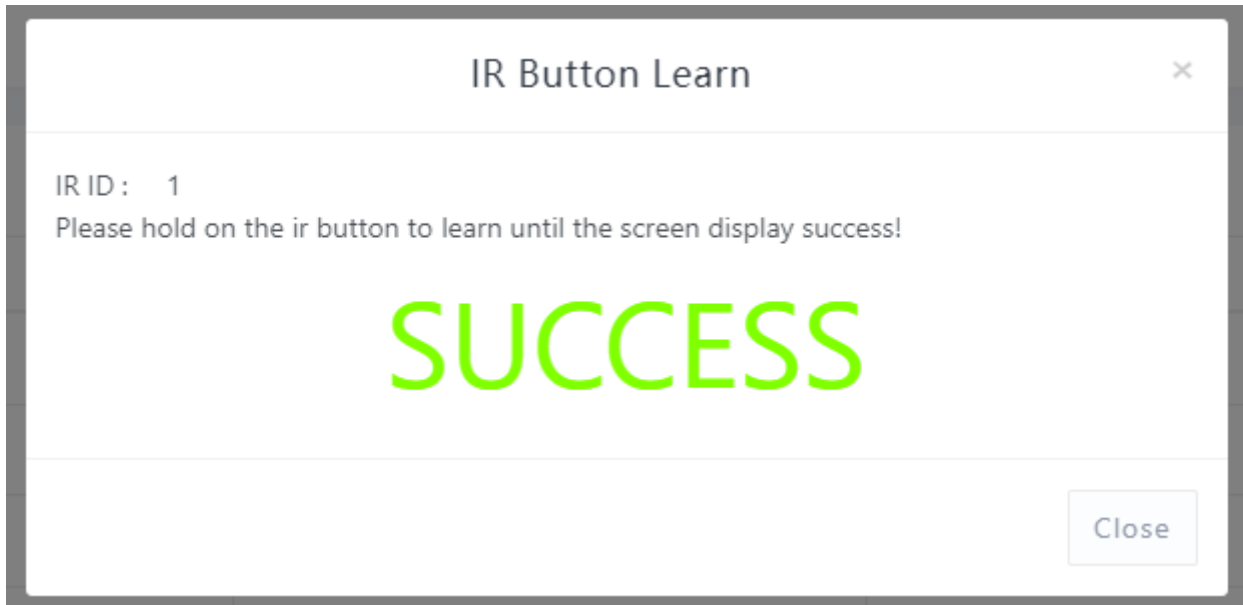 IR Button Learn ×
IR ID : 1
Please hold on the ir button to learn until the screen display success!
SUCCESS
Close